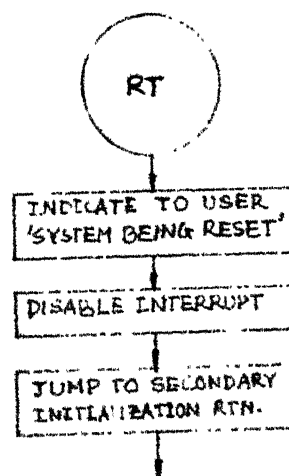 RT
INDICATE TO USER
'SYSTEM BEING RESET'
DISABLE INTERRUPT
JUMP TO SECONDARY
INITIALIZATION RTN.